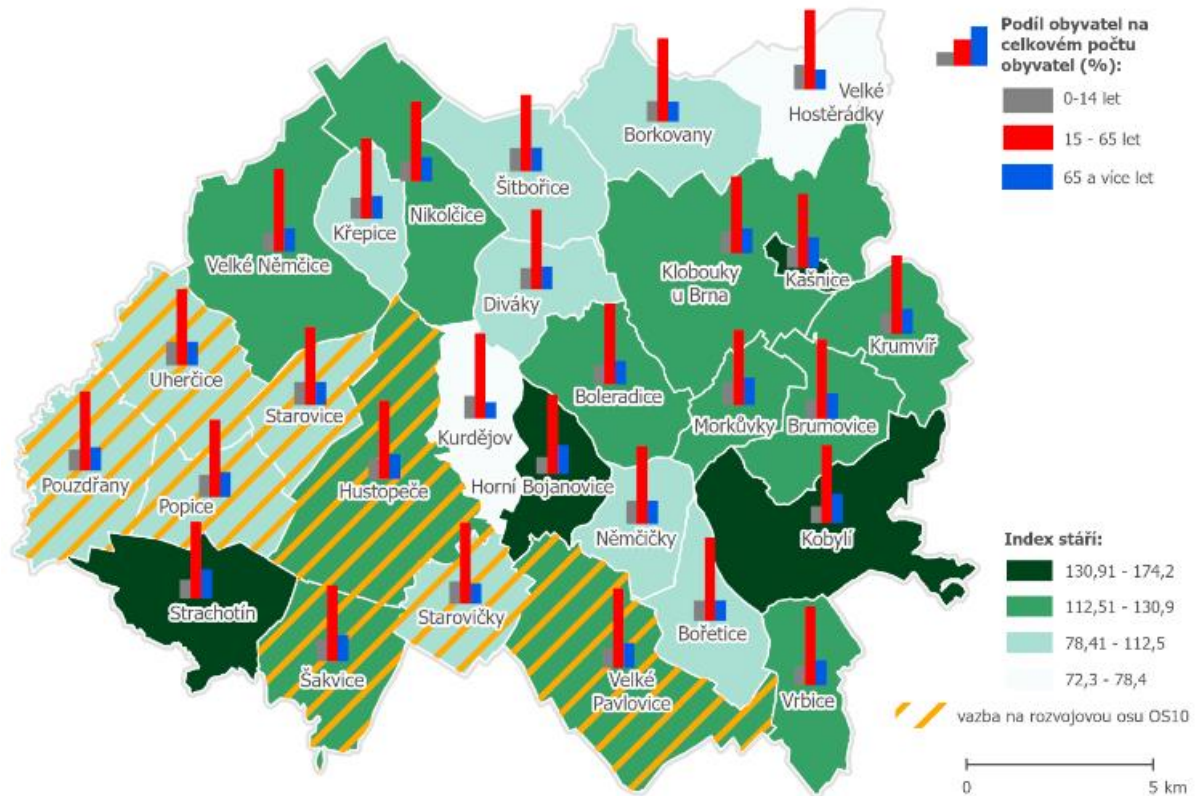 Podíl obyvatel na
celkovém počtu
obyvatel (%):
0-14 let
15 - 65 let
65 a více let
Velké
Hostěrádky
Borkovany
Šitbořice
Nikolčice
Křepice
Velké Němčice
Diváky
Klobouky
u Brna
Kašnice
Krumvíř
Uherčice
Starovice
Boleradice
Morkůvky
Brumovice
Kurdějov
Pouzdřany
Popice
Hustopeče
Horní Bojanovice
Němčičky
Kobylí
Strachotín
Starovičky
Bořetice
Šakvice
Velké
Pavlovice
Vrbice
Index stáří:
130,91 - 174,2
112,51 - 130,9
78,41 - 112,5
72,3 - 78,4
vazba na rozvojovou osu OS10
0 5 km